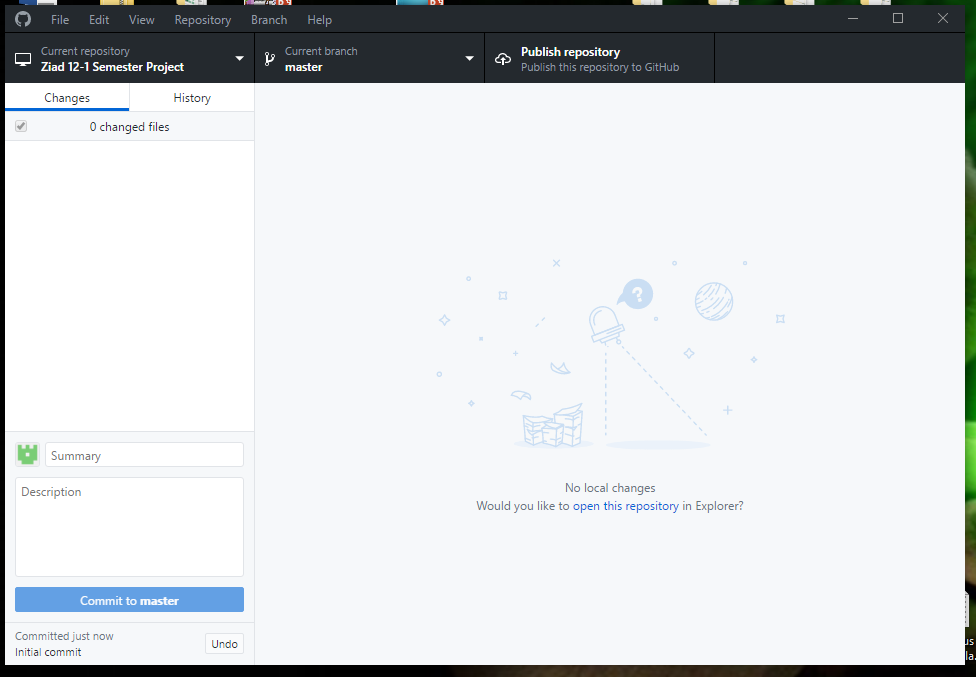 File Edit View Repository Branch Help
Current repository
Ziad 12-1 Semester Project
Current branch
master
Publish repository
Publish this repository to GitHub
Changes History
0 changed files
?
No local changes
Would you like to open this repository in Explorer?
Summary
Description
Commit to master
Committed just now
Initial commit
Undo
us
la.